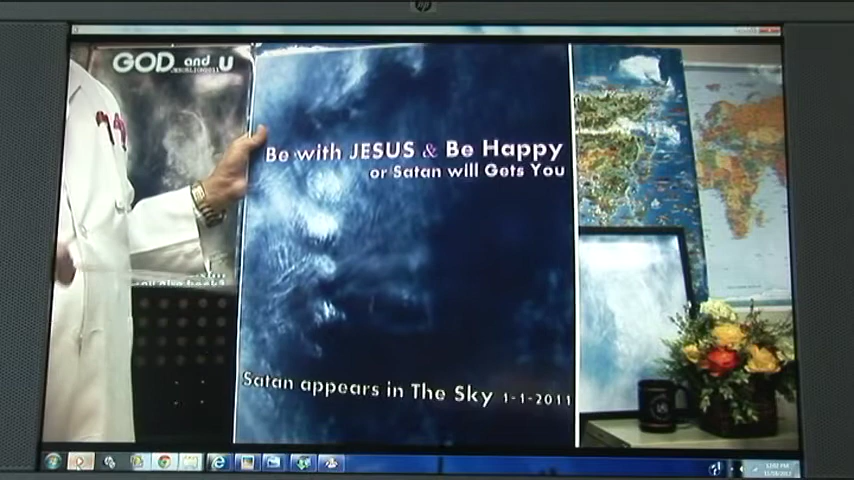 hp
GOD and U
Be with JESUS & Be Happy
or Satan will Gets You
Satan appears in The Sky 1-1-2011